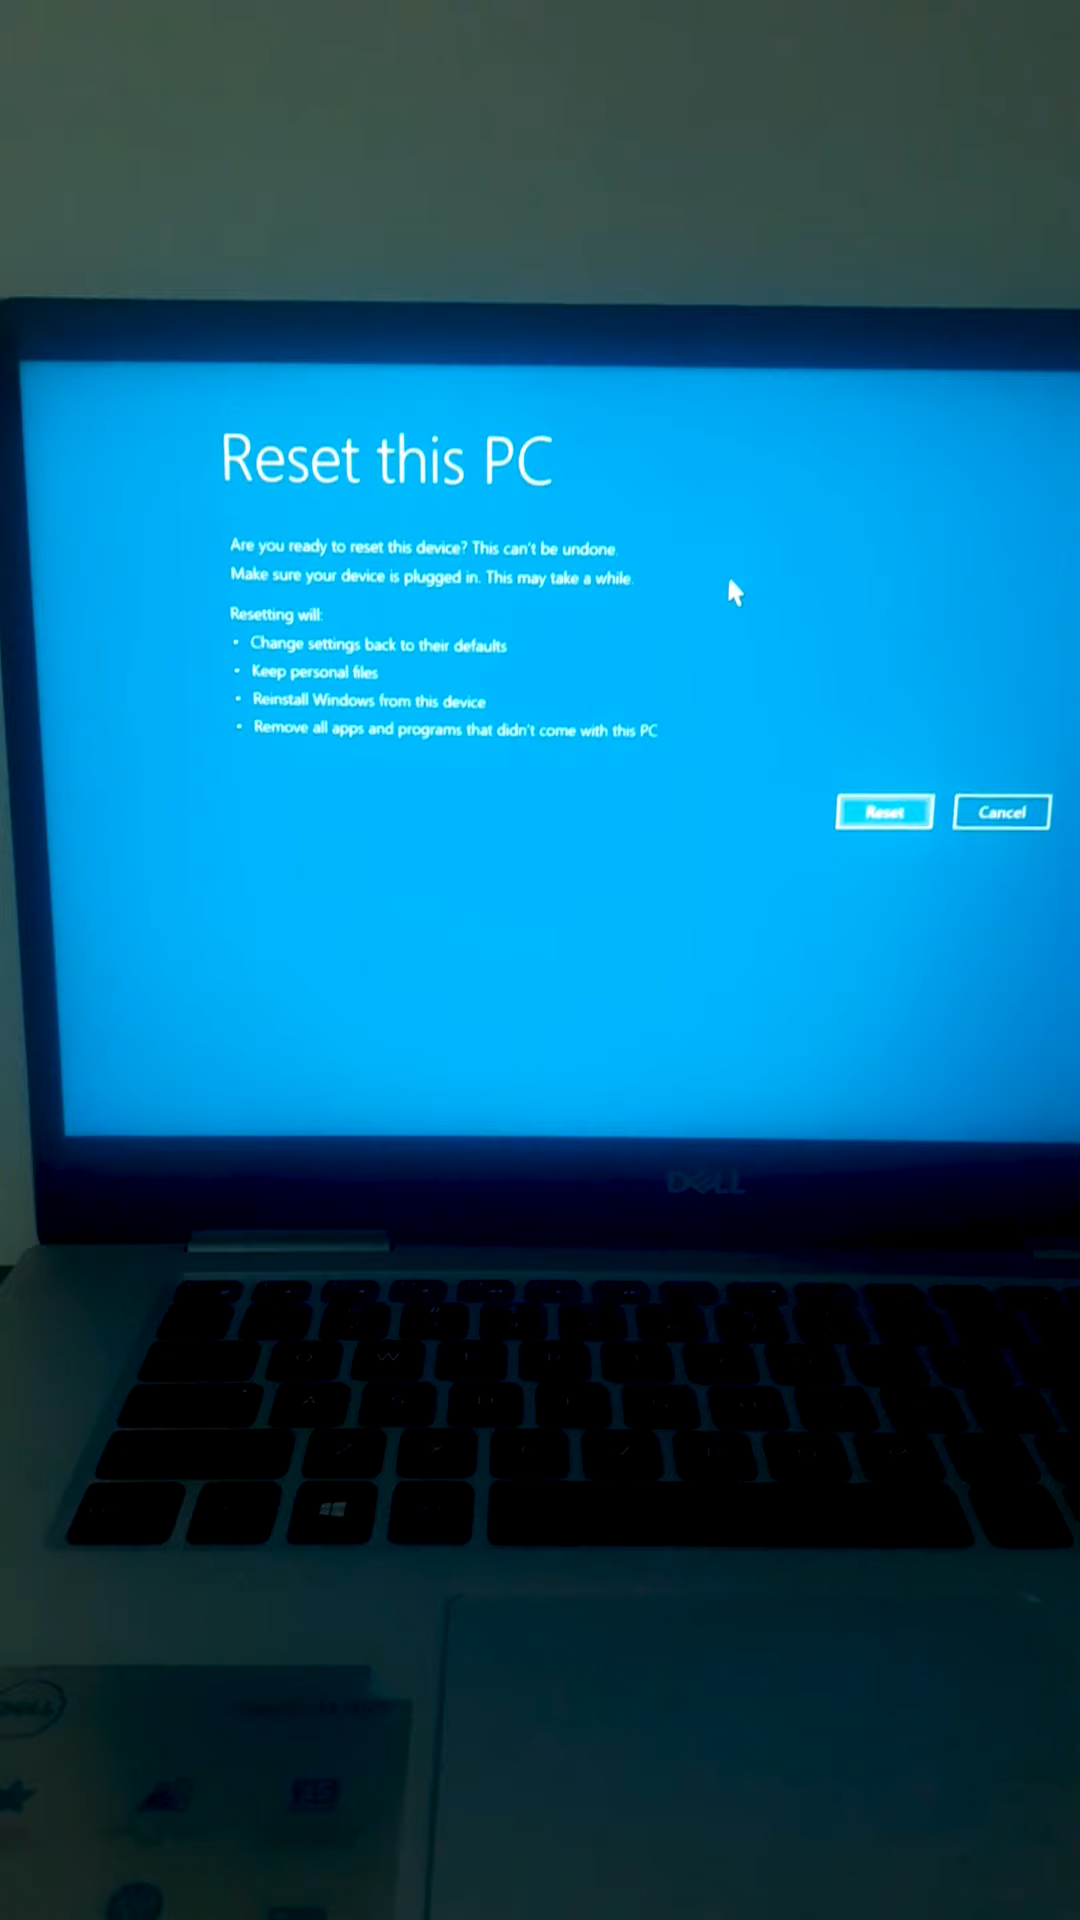 Reset this PC
Are you ready to reset this device? This can't be undone.
Make sure your device is plugged in. This may take a while.
Resetting will:
• Change settings back to their defaults
• Keep personal files
• Reinstall Windows from this device
• Remove all apps and programs that didn't come with this PC
Reset Cancel
DELL
W
A
DELL